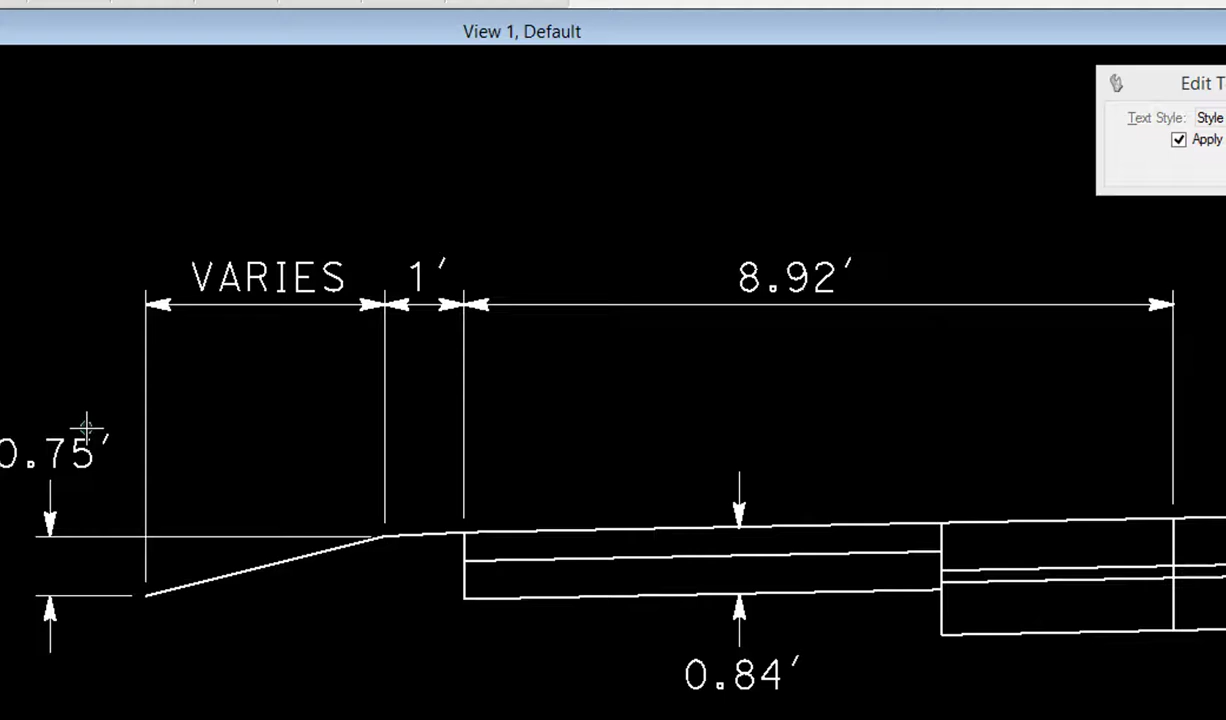 View 1, Default
Edit T
Text Style: Style
Apply
VARIES 1′ 8.92′
0.75′
0.84′